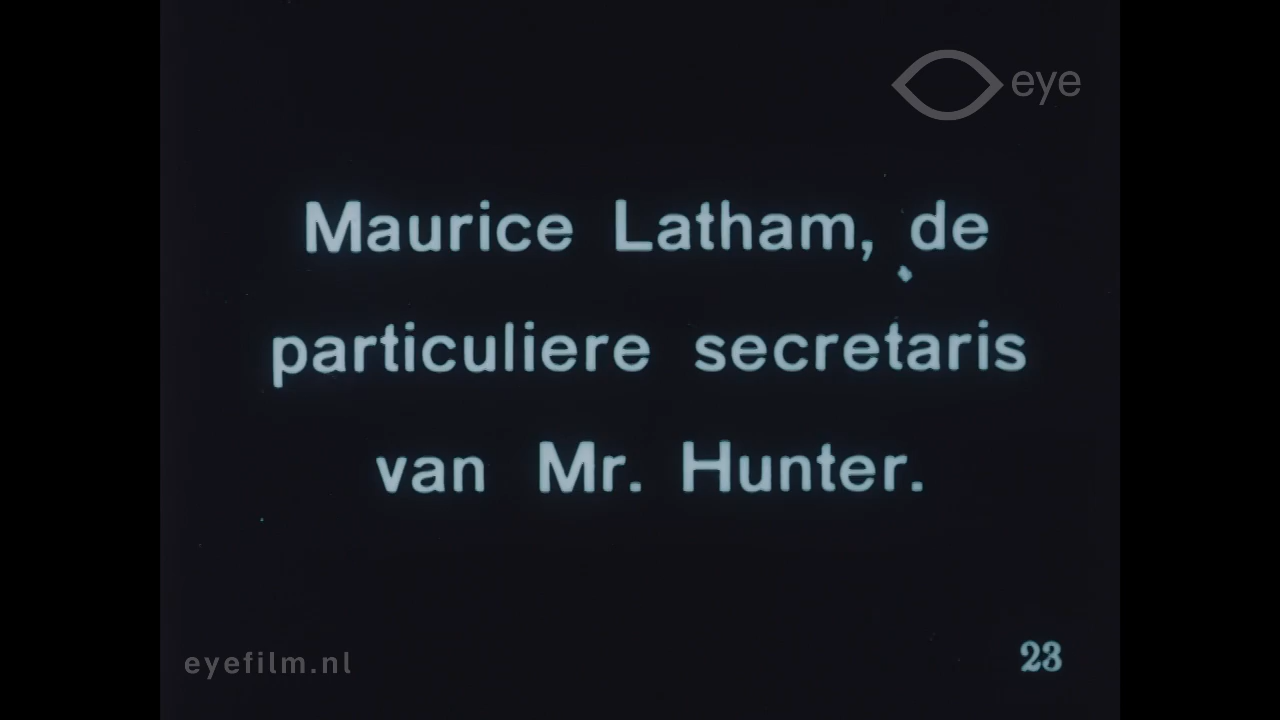 eye
Maurice Latham, de
particuliere secretaris
van Mr. Hunter.
eyefilm.nl
23